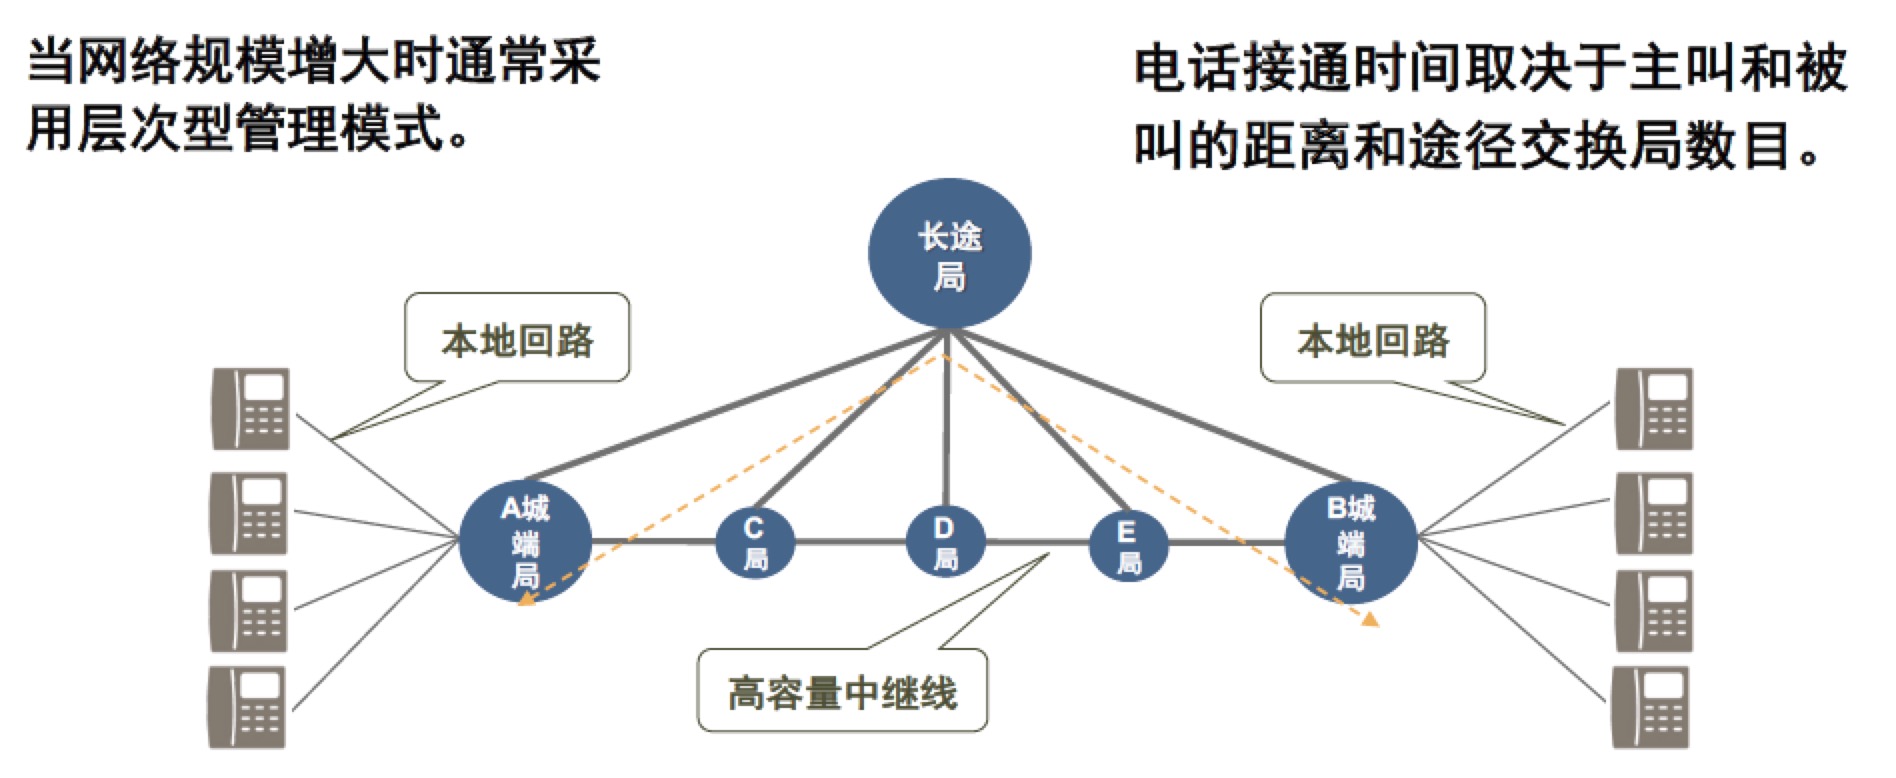 当网络规模增大时通常采
用层次型管理模式。
电话接通时间取决于主叫和被
叫的距离和途径交换局数目。
长途
局
本地回路
本地回路
A城
端
局
C
局
D
局
E
局
B城
端
局
高容量中继线